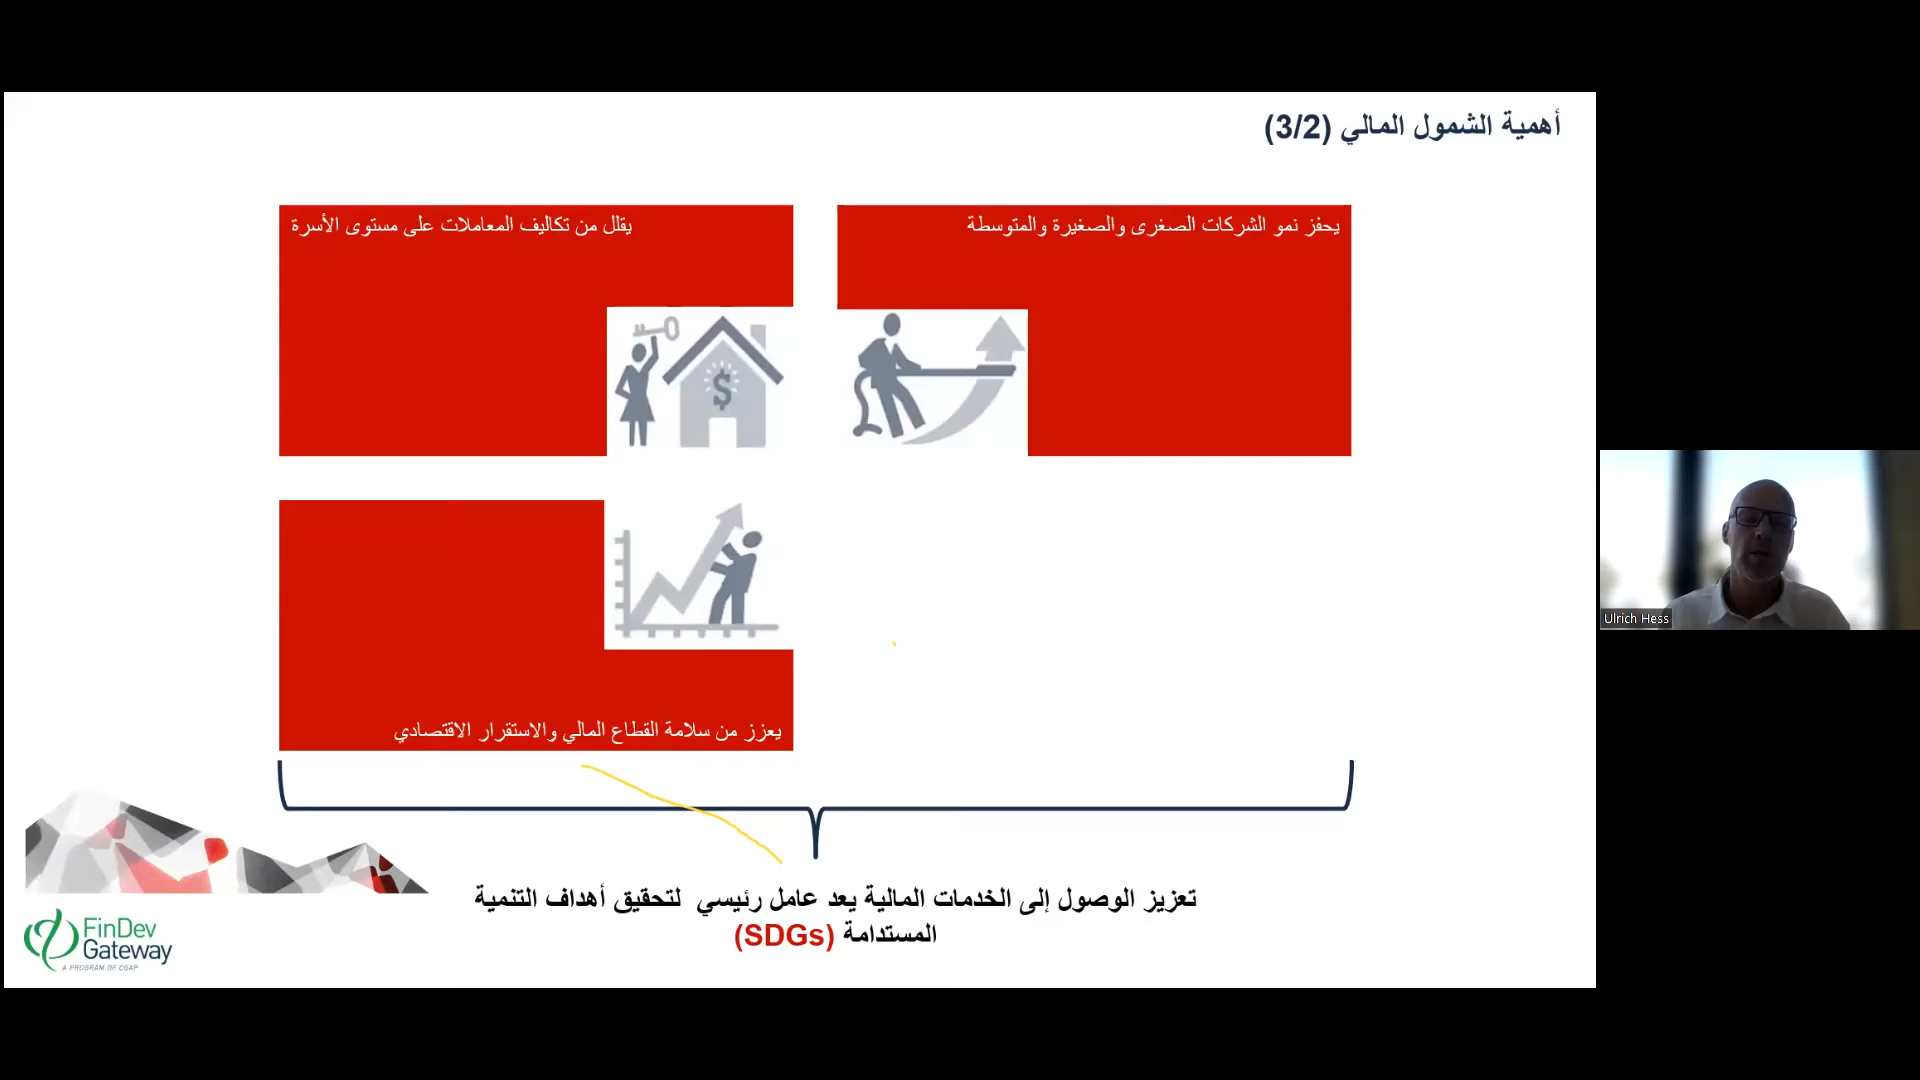 أهمية الشمول المالي (3/2)
يحفز نمو الشركات الصغرى والصغيرة والمتوسطة
يقلل من تكاليف المعاملات على مستوى الأسرة
$
يعزز من سلامة القطاع المالي والاستقرار الاقتصادي
تعزيز الوصول إلى الخدمات المالية يعد عامل رئيسي لتحقيق أهداف التنمية
المستدامة (SDGs)
FinDev
Gateway
A PROGRAM OF CGAP
Ulrich Hess